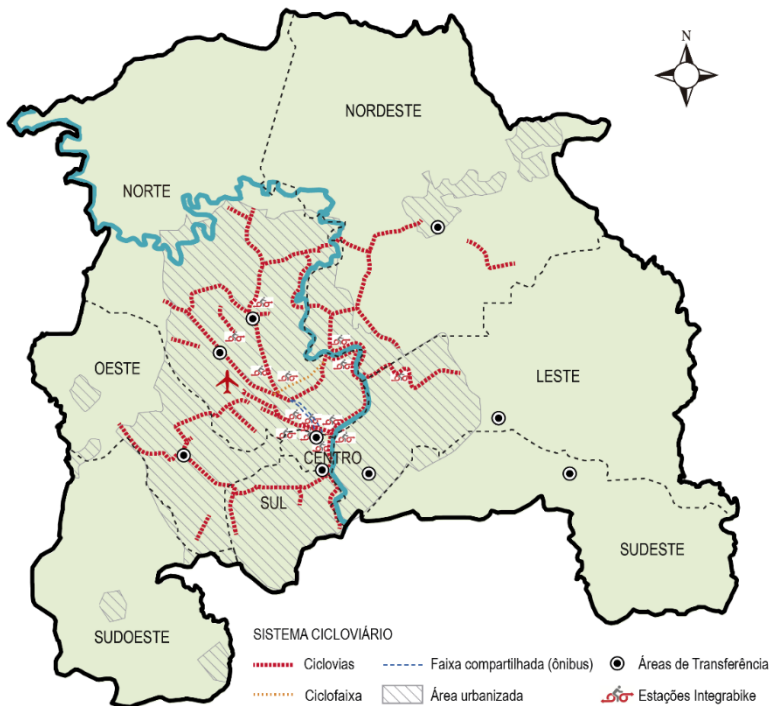 N
NORDESTE
NORTE
OESTE
LESTE
CENTRO
SUL
SUDESTE
SUDOESTE
SISTEMA CICLOVIÁRIO
Ciclovias
Faixa compartilhada (ônibus)
Áreas de Transferência
Ciclofaixa
Área urbanizada
Estações Integrabike